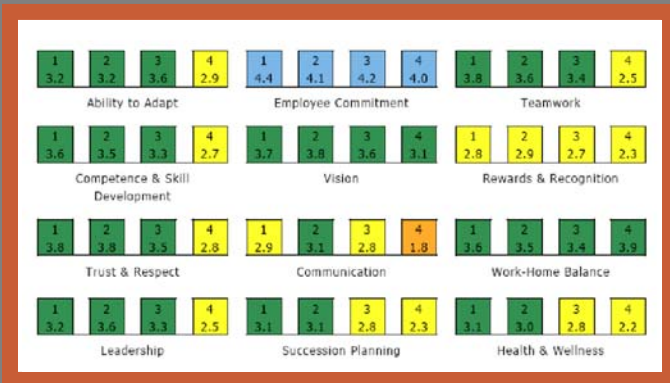 1 2 3 4 1 2 3 4 1 2 3 4
3.2 3.2 3.6 2.9 4.4 4.1 4.2 4.0 3.8 3.6 3.4 2.5
Ability to Adapt Employee Commitment Teamwork
1 2 3 4 1 2 3 4 1 2 3 4
3.6 3.5 3.3 2.7 3.7 3.8 3.6 3.1 2.8 2.9 2.7 2.3
Competence & Skill Vision Rewards & Recognition
Development
1 2 3 4 1 2 3 4 1 2 3 4
3.8 3.8 3.5 2.8 2.9 3.1 2.8 1.8 3.6 3.5 3.4 3.9
Trust & Respect Communication Work-Home Balance
1 2 3 4 1 2 3 4 1 2 3 4
3.2 3.6 3.3 2.5 3.1 3.1 2.8 2.3 3.1 3.0 2.8 2.2
Leadership Succession Planning Health & Wellness